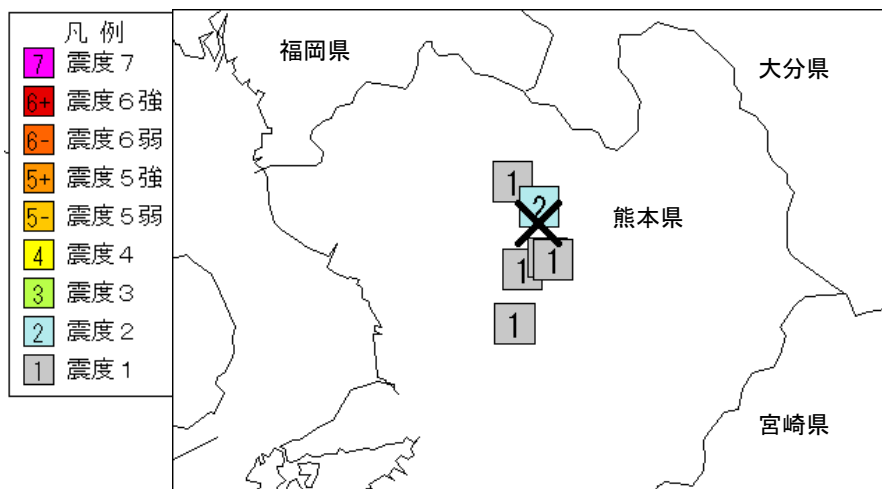 凡 例
7 震度７
6+ 震度６強
6- 震度６弱
5+ 震度５強
5- 震度５弱
4 震度４
3 震度３
2 震度２
1 震度１
福岡県
大分県
1
2
熊本県
1
1
1
宮崎県